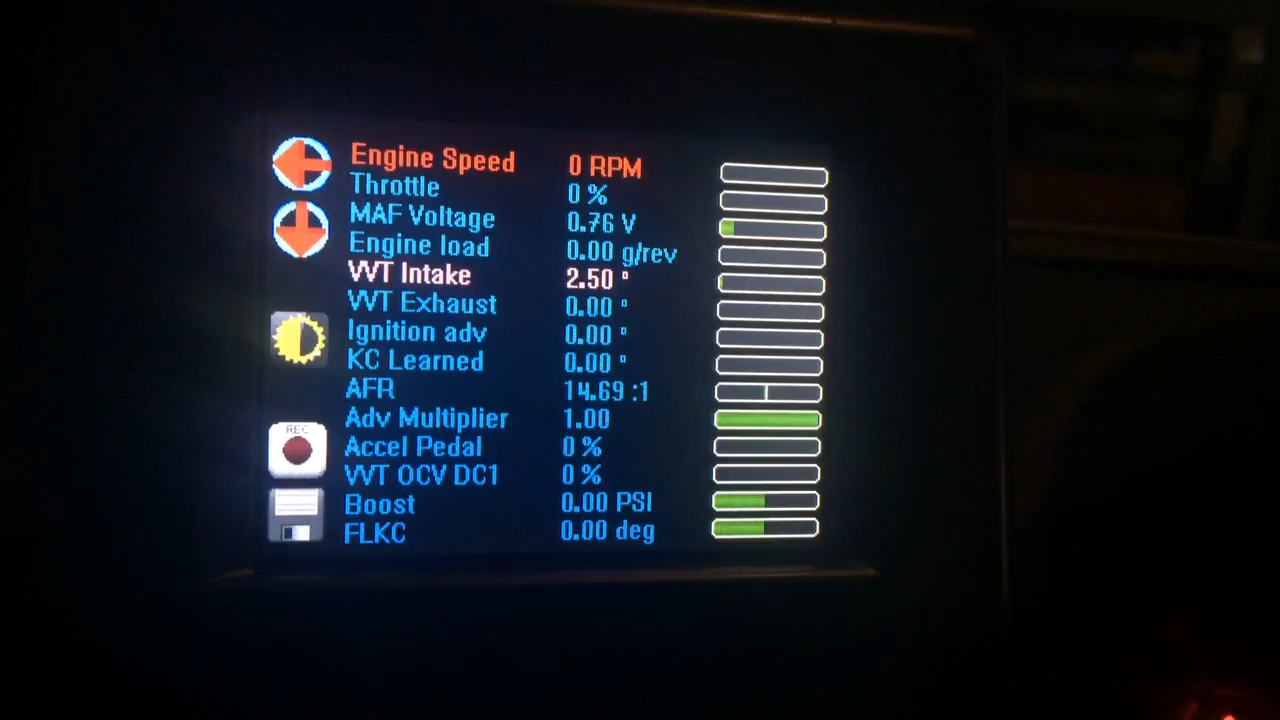 Engine Speed 0 RPM
Throttle 0 %
MAF Voltage 0.76 V
Engine load 0.00 g/rev
VVT Intake 2.50 °
VVT Exhaust 0.00 °
Ignition adv 0.00 °
KC Learned 0.00 °
AFR 14.69 :1
Adv Multiplier 1.00
REC
Accel Pedal 0 %
VVT OCV DC1 0 %
Boost 0.00 PSI
FLKC 0.00 deg